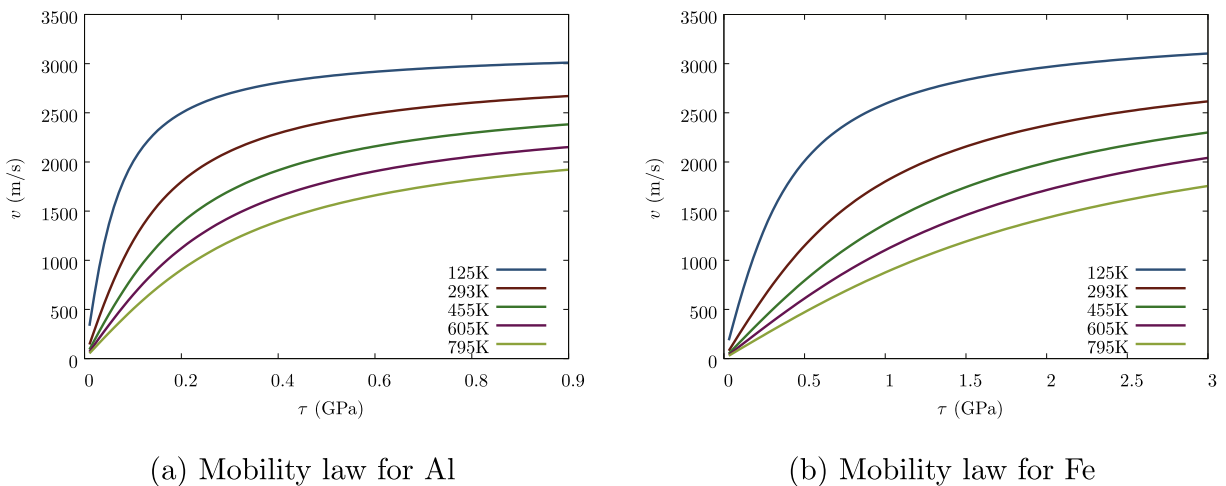 3500
3000
2500
2000
1500
1000
500
0
v (m/s)
125K
293K
455K
605K
795K
0 0.2 0.4 0.6 0.8 0.9
τ (GPa)
(a) Mobility law for Al
3500
3000
2500
2000
1500
1000
500
0
v (m/s)
125K
293K
455K
605K
795K
0 0.5 1 1.5 2 2.5 3
τ (GPa)
(b) Mobility law for Fe